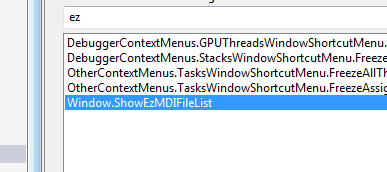 ez
DebuggerContextMenus.GPUThreadsWindowShortcutMenu.
DebuggerContextMenus.StacksWindowShortcutMenu.Freeze
OtherContextMenus.TasksWindowShortcutMenu.FreezeAllTh
OtherContextMenus.TasksWindowShortcutMenu.FreezeAssig
Window.ShowEzMDIFileList